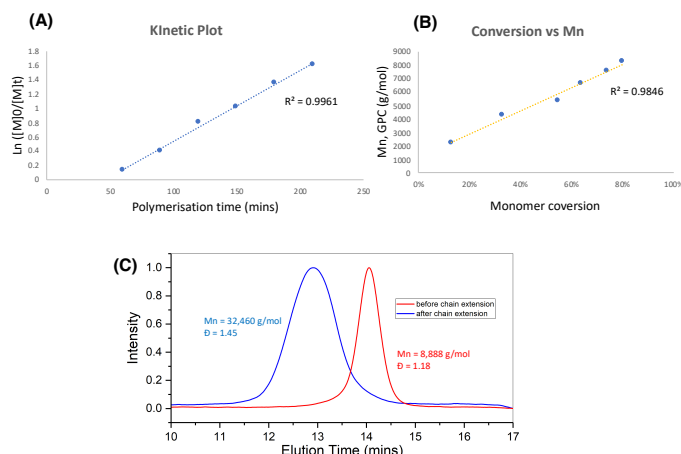 (A)
KInetic Plot
Ln ([M]0/[M]t)
1.8
1.6
1.4
1.2
1
0.8
0.6
0.4
0.2
0
R² = 0.9961
0
50
100
150
200
250
Polymerisation time (mins)
(B)
Conversion vs Mn
Mn, GPC (g/mol)
9000
8000
7000
6000
5000
4000
3000
2000
1000
0
R² = 0.9846
0%
20%
40%
60%
80%
100%
Monomer coversion
(C)
Intensity
1.0
0.8
0.6
0.4
0.2
0.0
before chain extension
after chain extension
Mn = 32,460 g/mol
Đ = 1.45
Mn = 8,888 g/mol
Đ = 1.18
10
11
12
13
14
15
16
17
Elution Time (mins)